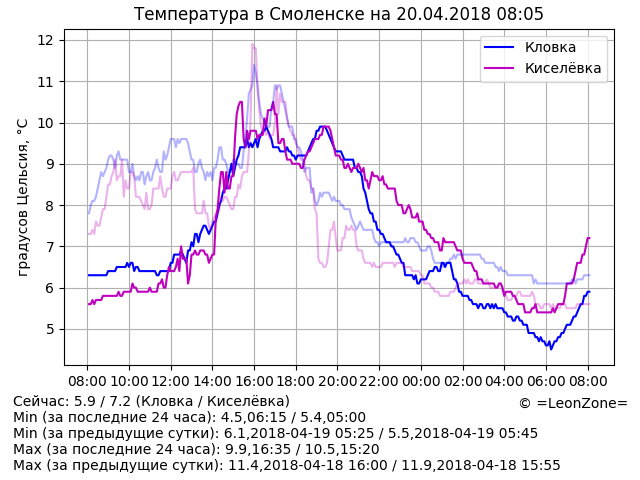 Температура в Смоленске на 20.04.2018 08:05
Кловка
Киселёвка
градусов Цельсия, °C
12
11
10
9
8
7
6
5
08:00 10:00 12:00 14:00 16:00 18:00 20:00 22:00 00:00 02:00 04:00 06:00 08:00
Сейчас: 5.9 / 7.2 (Кловка / Киселёвка)
© =LeonZone=
Min (за последние 24 часа): 4.5,06:15 / 5.4,05:00
Min (за предыдущие сутки): 6.1,2018-04-19 05:25 / 5.5,2018-04-19 05:45
Max (за последние 24 часа): 9.9,16:35 / 10.5,15:20
Max (за предыдущие сутки): 11.4,2018-04-18 16:00 / 11.9,2018-04-18 15:55